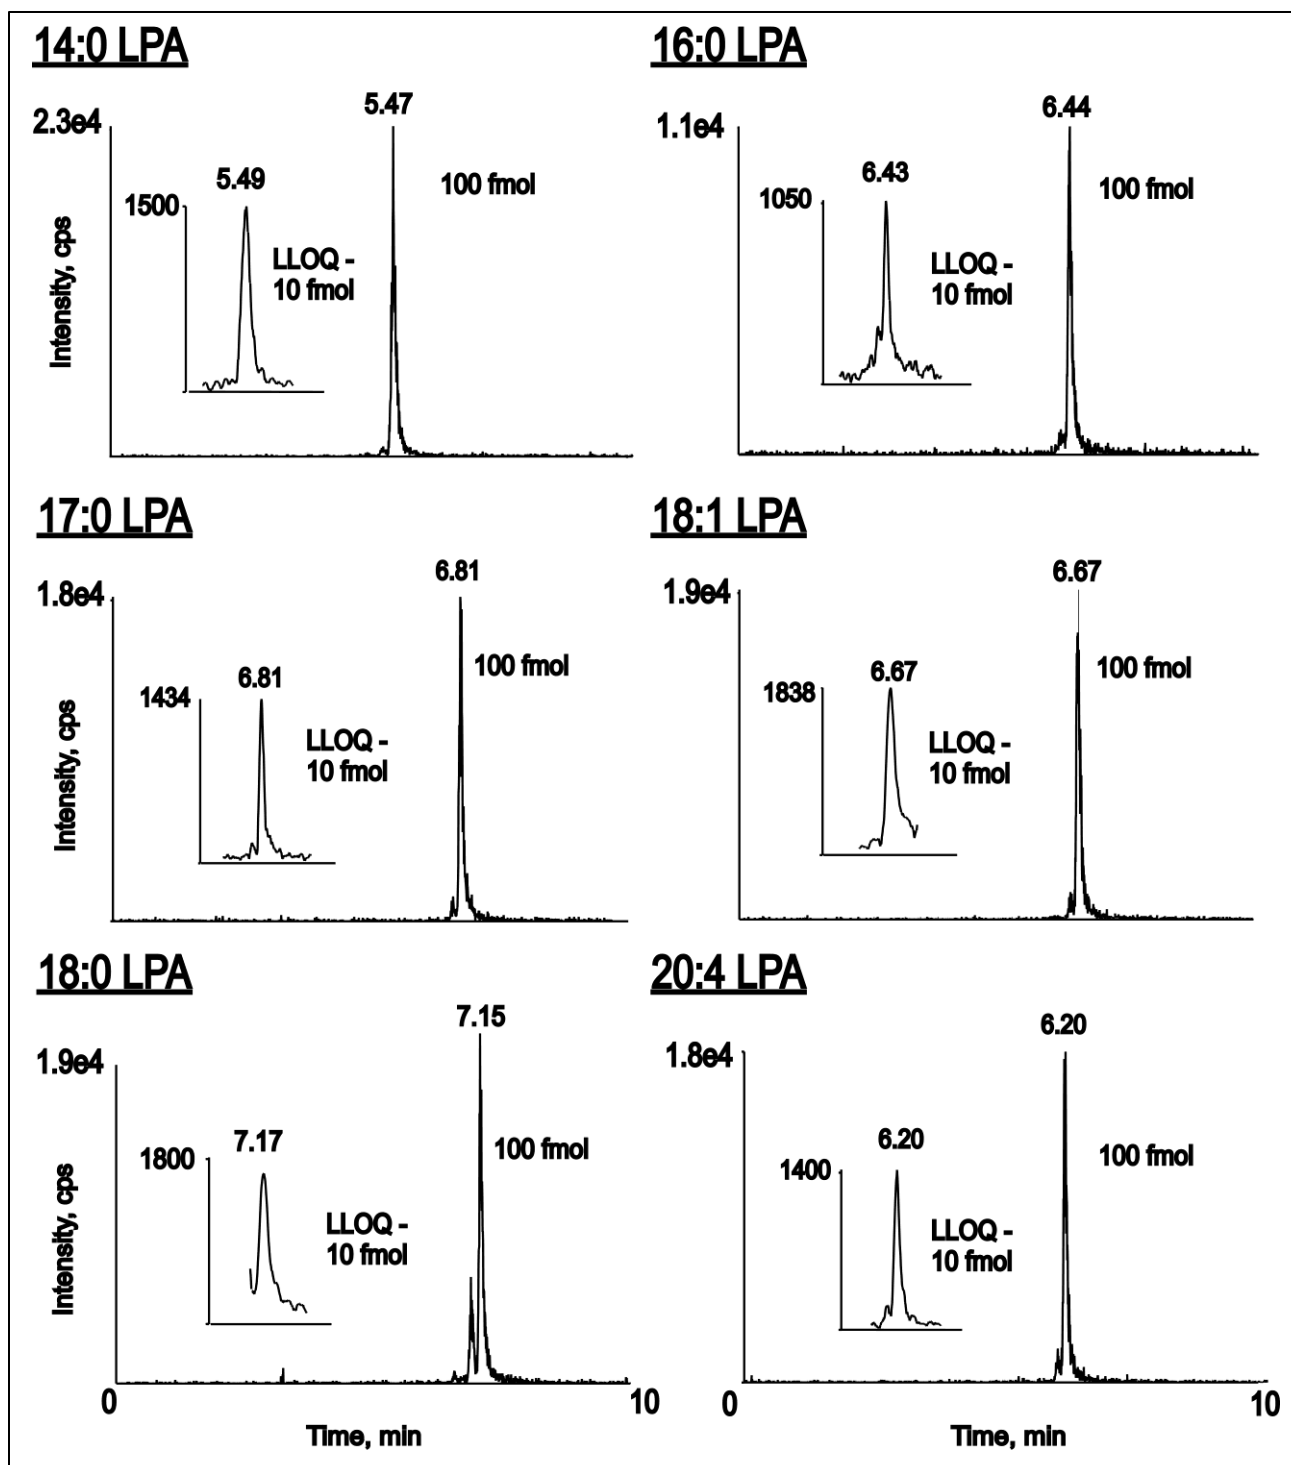 14:0 LPA
5.47
2.3e4
100 fmol
5.49
1500
LLOQ -
10 fmol
Intensity, cps
16:0 LPA
6.44
1.1e4
100 fmol
6.43
1050
LLOQ -
10 fmol
17:0 LPA
6.81
1.8e4
100 fmol
6.81
1434
LLOQ -
10 fmol
Intensity, cps
18:1 LPA
6.67
1.9e4
100 fmol
6.67
1838
LLOQ -
10 fmol
18:0 LPA
7.15
1.9e4
100 fmol
7.17
1800
LLOQ -
10 fmol
Intensity, cps
0
10
Time, min
20:4 LPA
6.20
1.8e4
100 fmol
6.20
1400
LLOQ -
10 fmol
0
10
Time, min